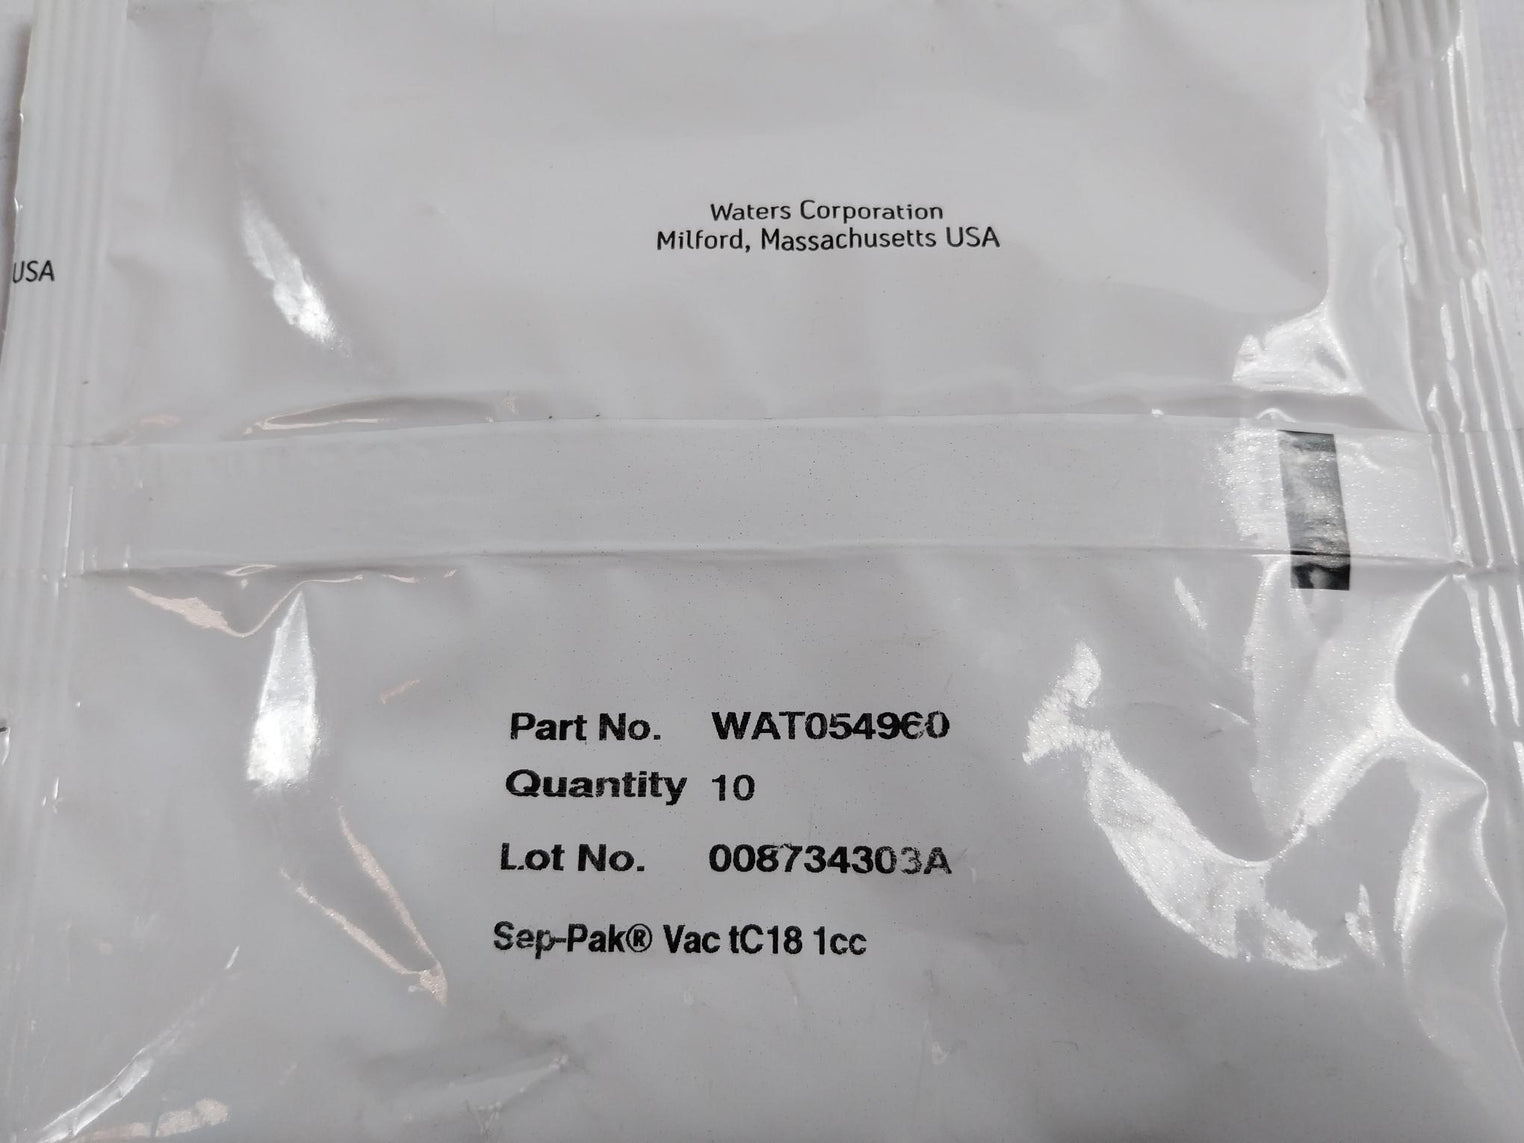 Waters Corporation
Milford, Massachusetts USA
USA
Part No. WAT054960
Quantity 10
Lot No. 008734303A
Sep-Pak® Vac tC18 1cc